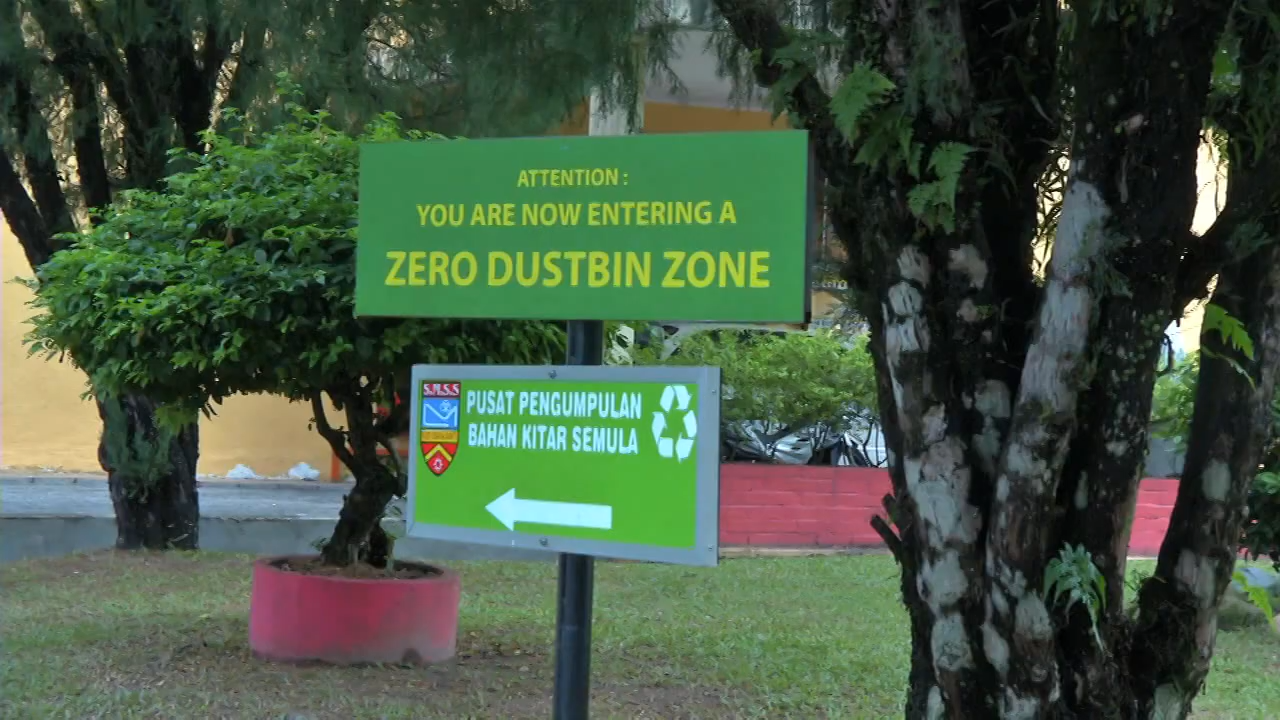 ATTENTION :
YOU ARE NOW ENTERING A
ZERO DUSTBIN ZONE
S.M.S.S
PUSAT PENGUMPULAN
BAHAN KITAR SEMULA